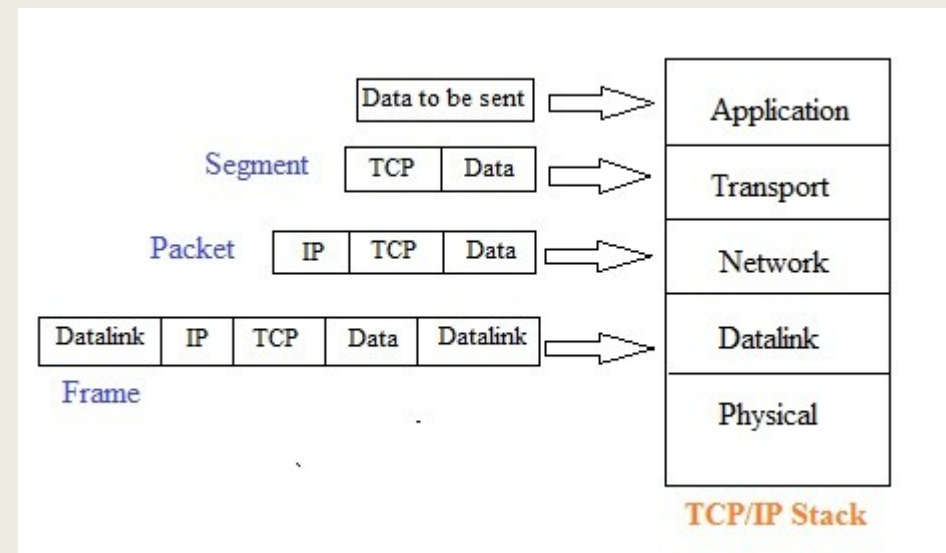 Data to be sent
Application
Segment
TCP
Data
Transport
Packet
IP
TCP
Data
Network
Datalink
IP
TCP
Data
Datalink
Datalink
Frame
Physical
TCP/IP Stack